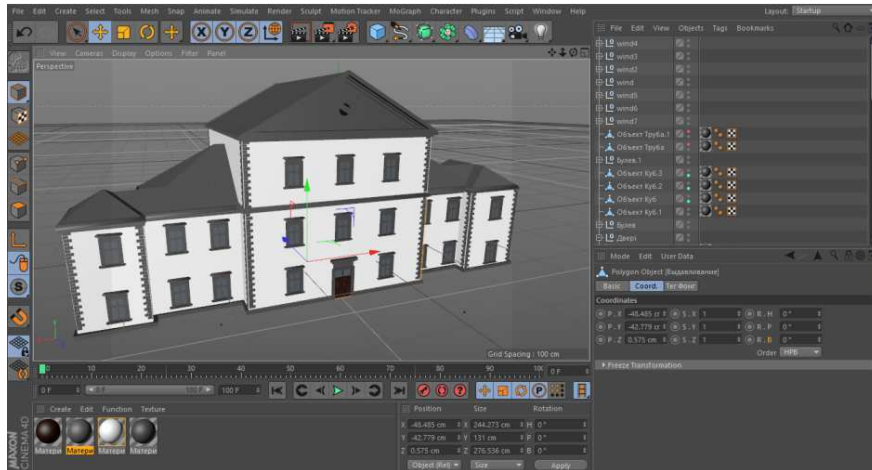 File Edit Create Select Tools Mesh Snap Animate Simulate Render Sculpt Motion Tracker MoGraph Character Plugins Script Window Help Layout: Startup
View Cameras Display Options Filter Panel
Perspective
Grid Spacing : 100 cm
File Edit View Objects Tags Bookmarks
wind4
wind3
wind2
wind
wind5
wind6
wind7
Объект Труба.1
Объект Труба
Булев.1
Объект Куб.3
Объект Куб.2
Объект Куб
Объект Куб.1
Булев
Двері
Mode Edit User Data
Polygon Object [Выдавливание]
Basic Coord. Тег Фонг
Coordinates
P . X -48.485 cr S . X 1 R . H 0°
P . Y -42.779 cr S . Y 1 R . P 0°
P . Z 0.575 cm S . Z 1 R . B 0°
Order HPB
Freeze Transformation
0 10 20 30 40 50 60 70 80 90 0 F
0 F 0 F 100 F 100 F
Create Edit Function Texture
Матери Матери Матери Матери
Position Size Rotation
X -48.485 cm X 244.273 cm H 0°
Y -42.779 cm Y 131 cm P 0°
Z 0.575 cm Z 276.536 cm B 0°
Object (Rel) Size Apply
MAXON
CINEMA4D